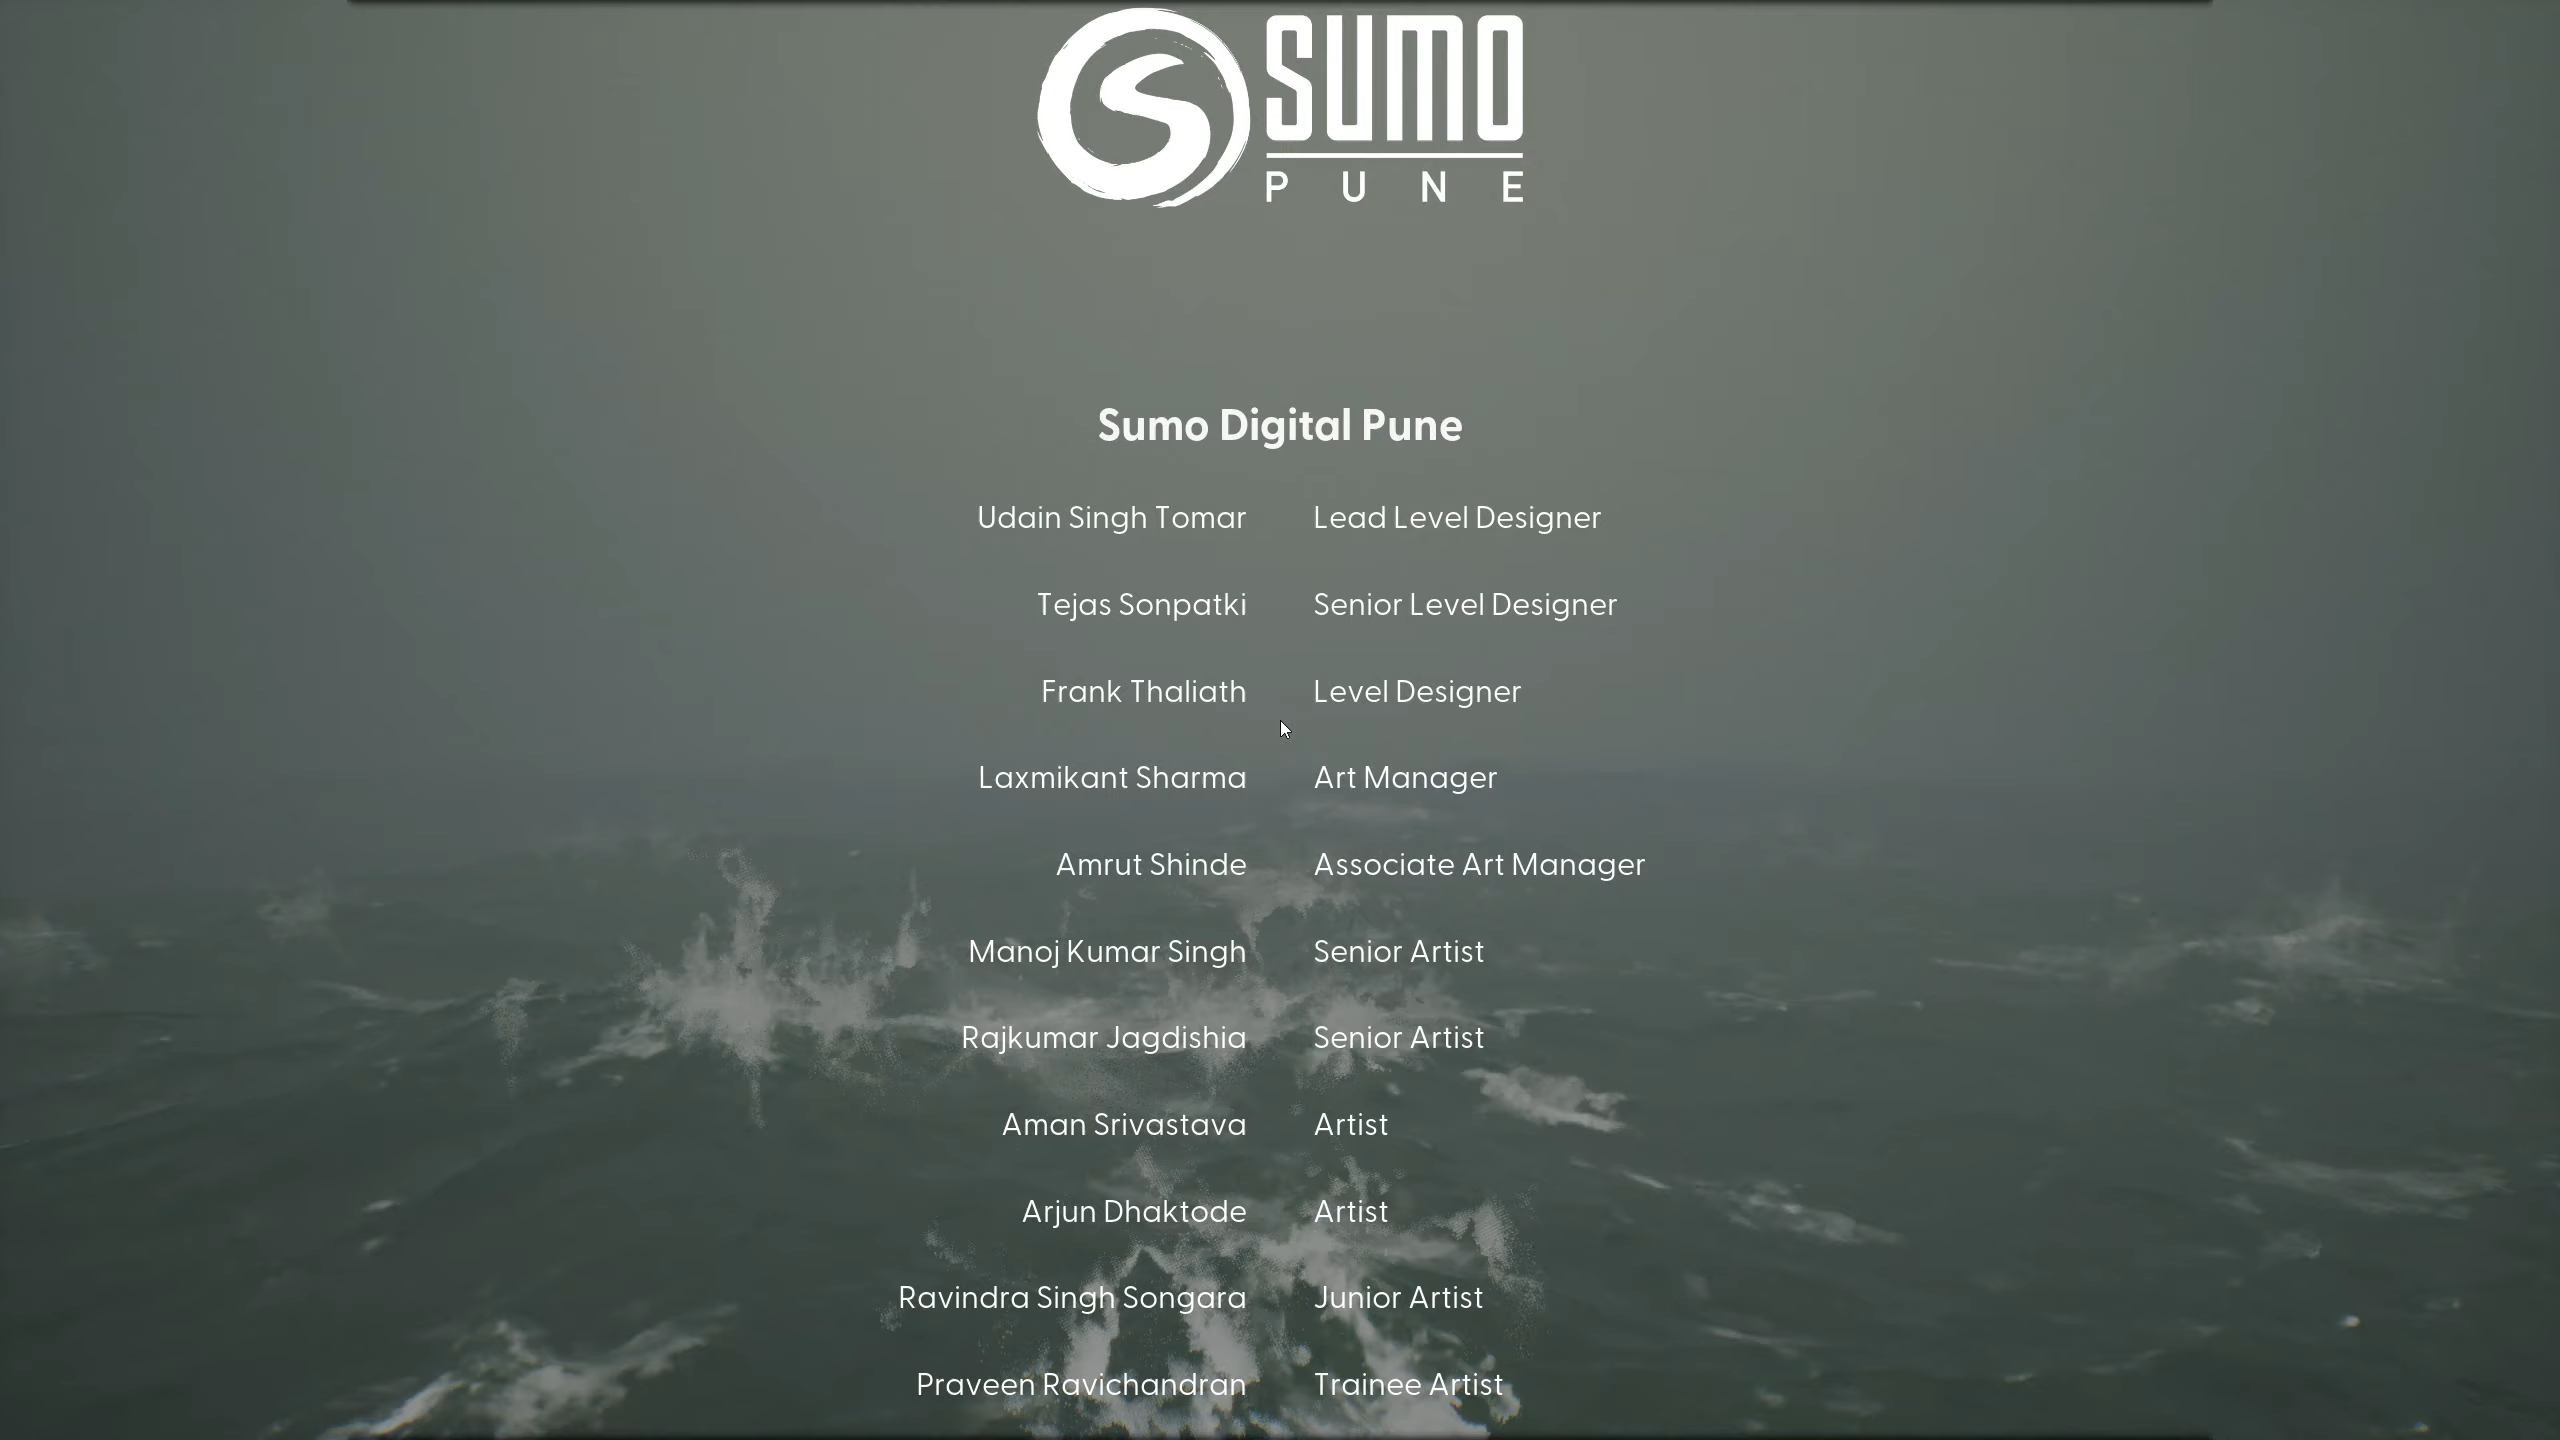 SUMO
PUNE
Sumo Digital Pune
Udain Singh Tomar Lead Level Designer
Tejas Sonpatki Senior Level Designer
Frank Thaliath Level Designer
Laxmikant Sharma Art Manager
Amrut Shinde Associate Art Manager
Manoj Kumar Singh Senior Artist
Rajkumar Jagdishia Senior Artist
Aman Srivastava Artist
Arjun Dhaktode Artist
Ravindra Singh Songara Junior Artist
Praveen Ravichandran Trainee Artist